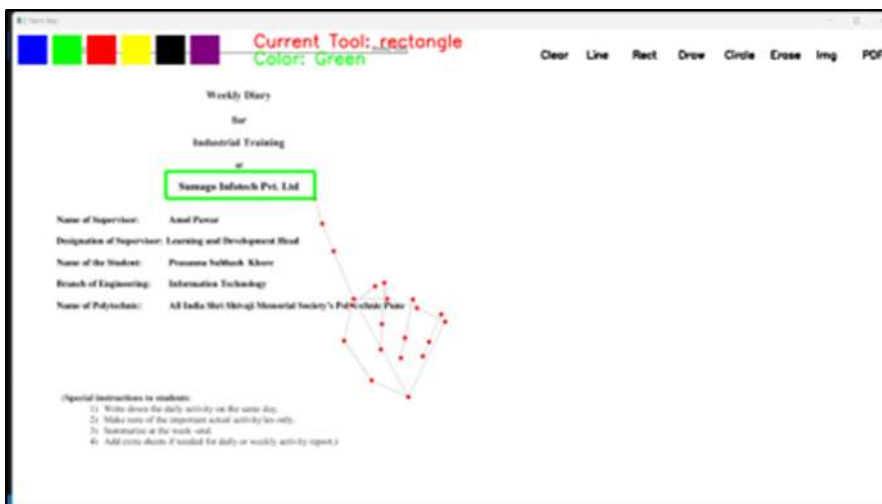 Current Tool: rectangle
Color: Green
Clear Line Rect Draw Circle Erase Img PDF
Weekly Diary
for
Industrial Training
at
Sumago Infotech Pvt. Ltd
Name of Supervisor: Amol Pawar
Designation of Supervisor: Learning and Development Head
Name of the Student: Prasanna Subhash Khore
Branch of Engineering: Information Technology
Name of Polytechnic: All India Shri Shivaji Memorial Society's Polytechnic Pune
(Special instructions to students:
1) Write down the daily activity on the same day.
2) Make note of the important actual activity/ies only.
3) Summarize at the week -end.
4) Add extra sheets if needed for daily or weekly activity report.)